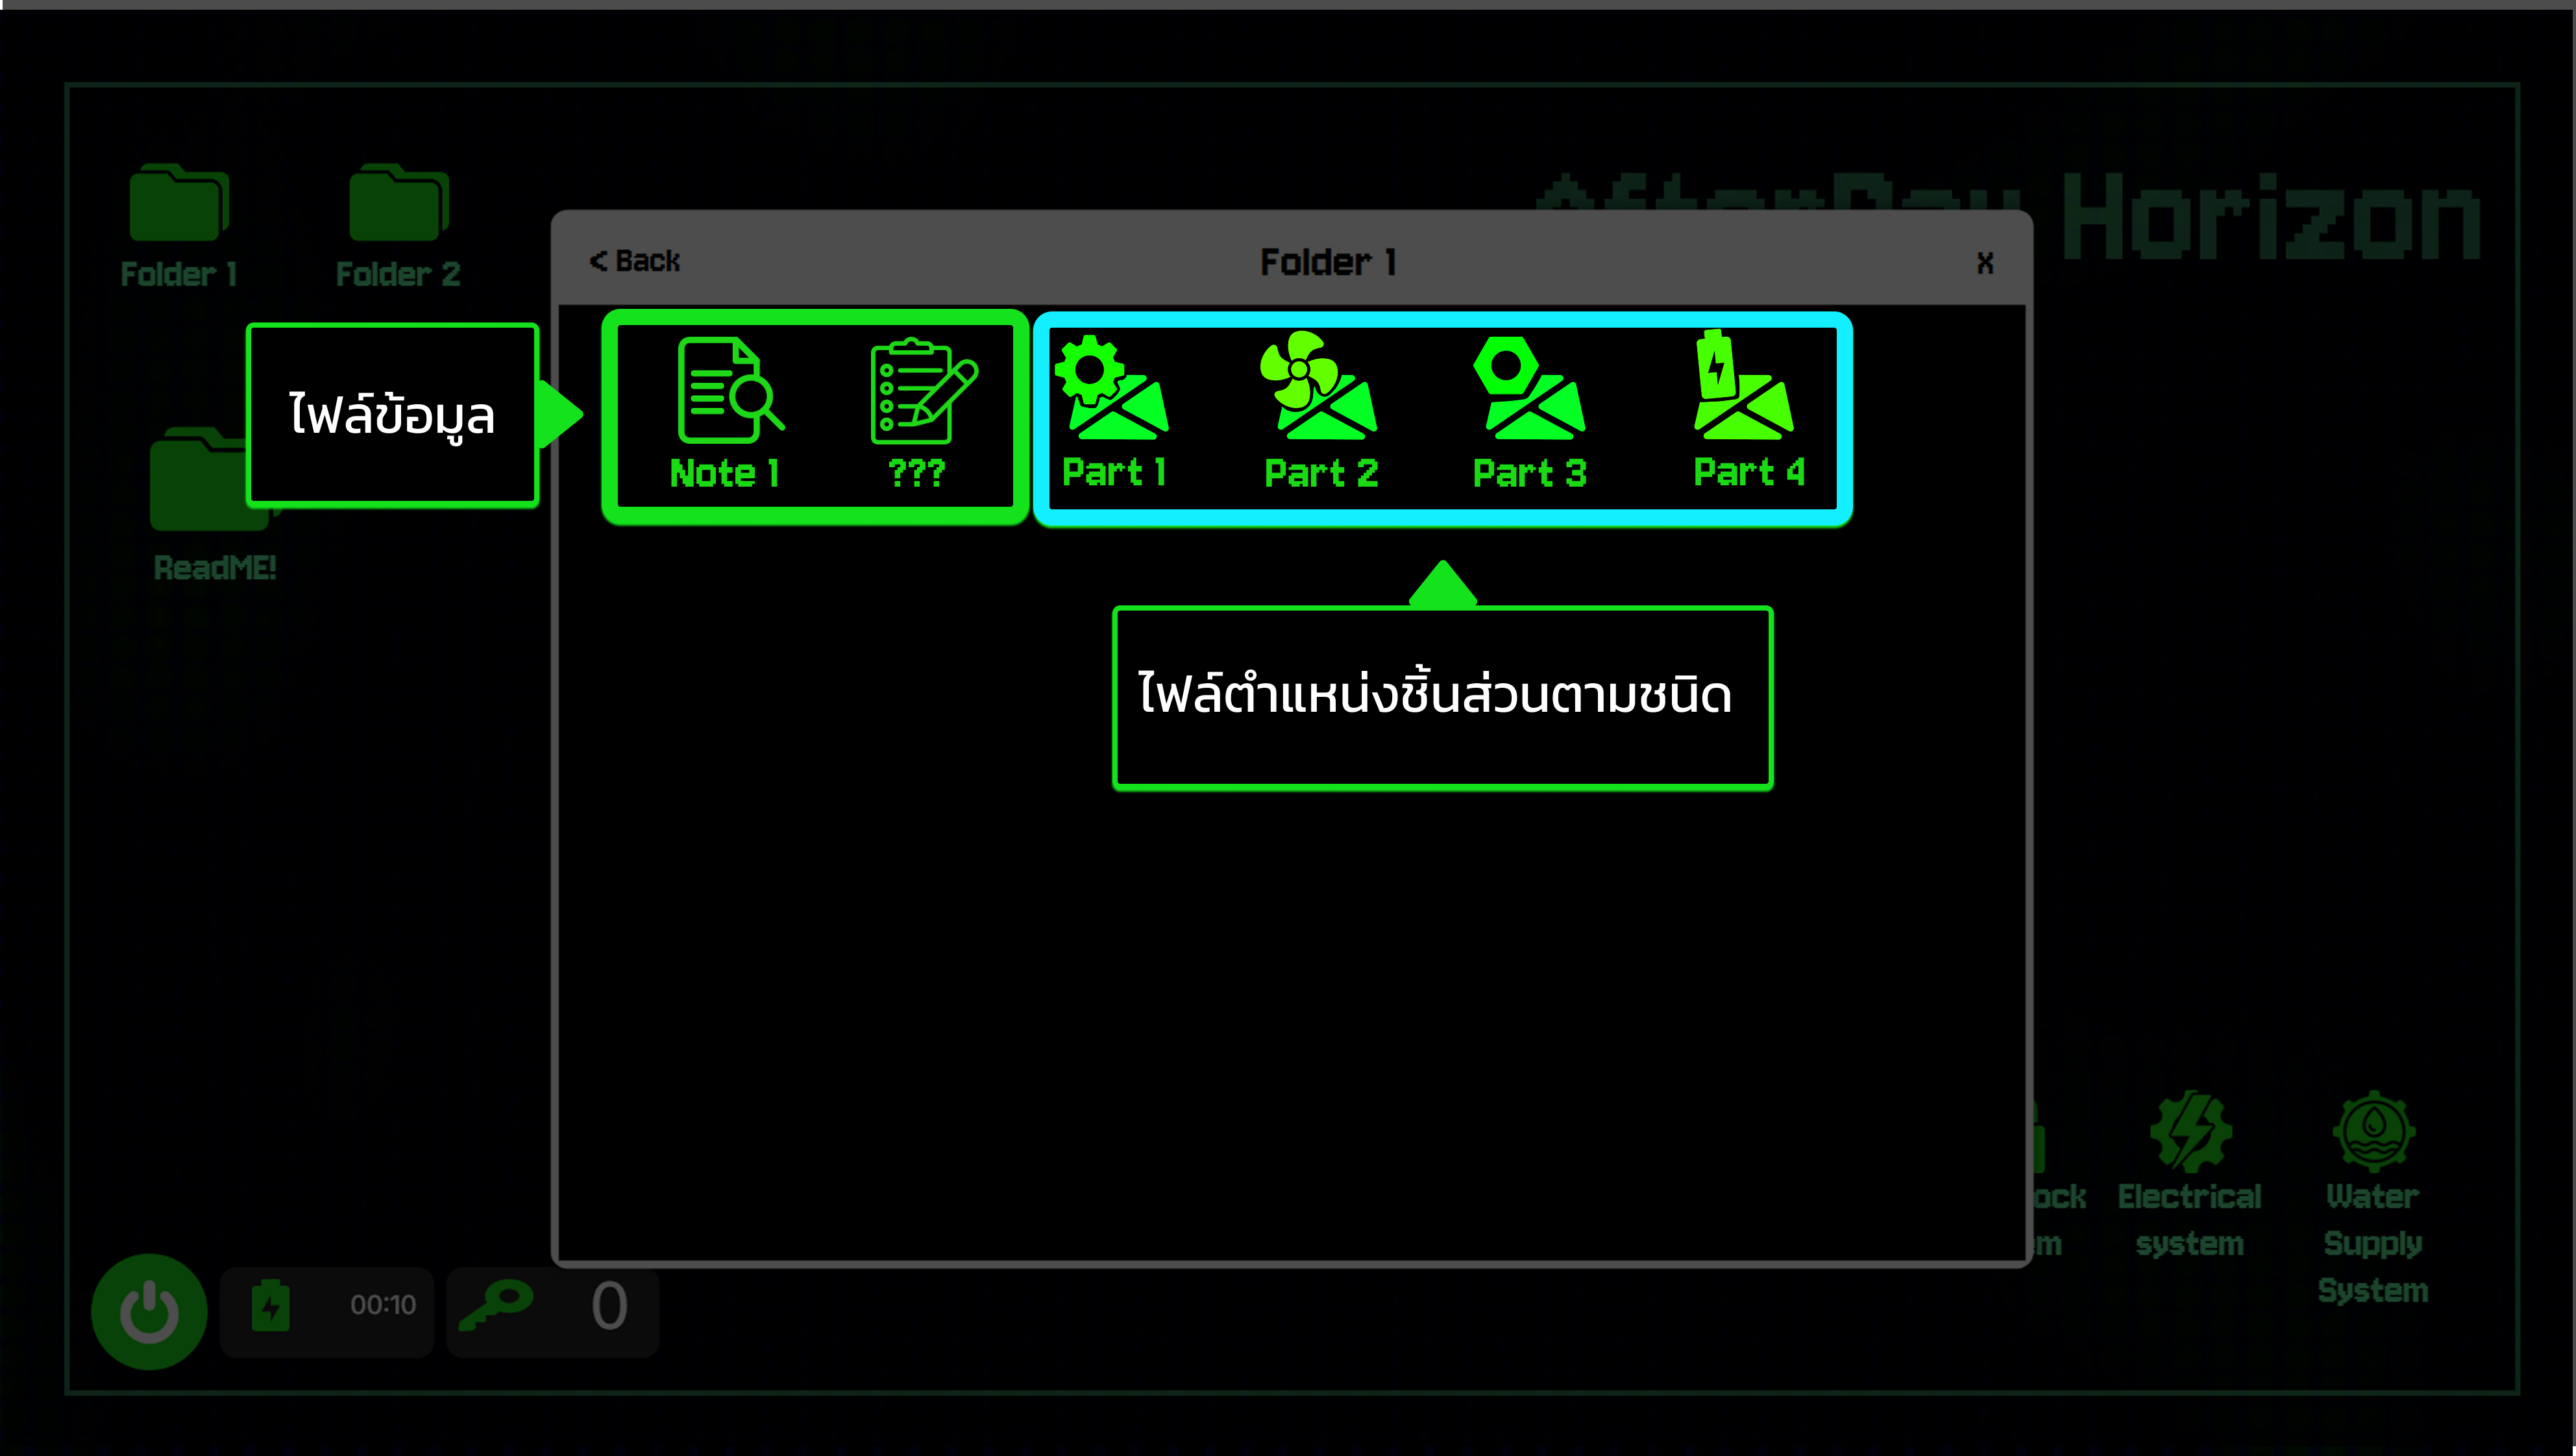 AfterDay Horizon
Folder 1
Folder 2
< Back
Folder 1
x
ไฟล์ข้อมูล
Note 1
???
Part 1
Part 2
Part 3
Part 4
ReadME!
ไฟล์ตำแหน่งชิ้นส่วนตามชนิด
ock
m
Electrical
system
Water
Supply
System
00:10
0